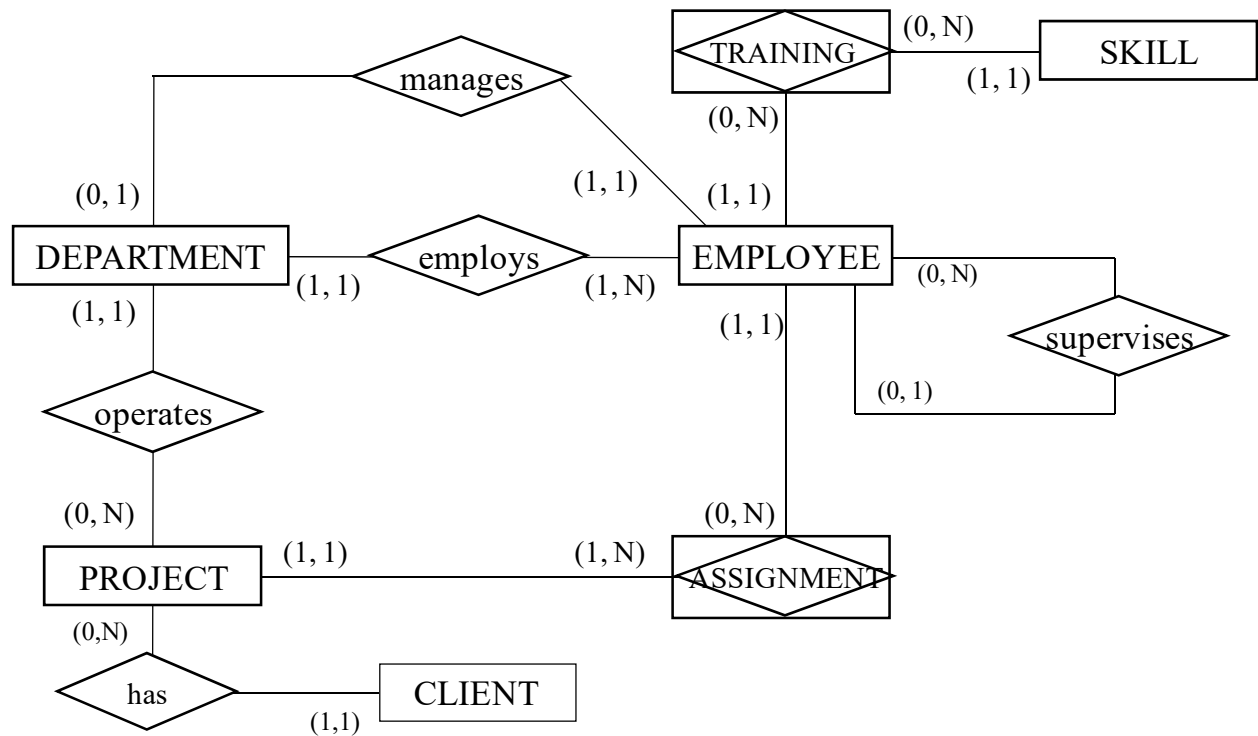 (0, N)
TRAINING
SKILL
(1, 1)
manages
(0, N)
(0, 1)
(1, 1)
(1, 1)
DEPARTMENT
employs
EMPLOYEE
(1, 1)
(1, N)
(0, N)
(1, 1)
(1, 1)
supervises
(0, 1)
operates
(0, N)
(0, N)
(1, 1)
(1, N)
PROJECT
ASSIGNMENT
(0,N)
has
CLIENT
(1,1)